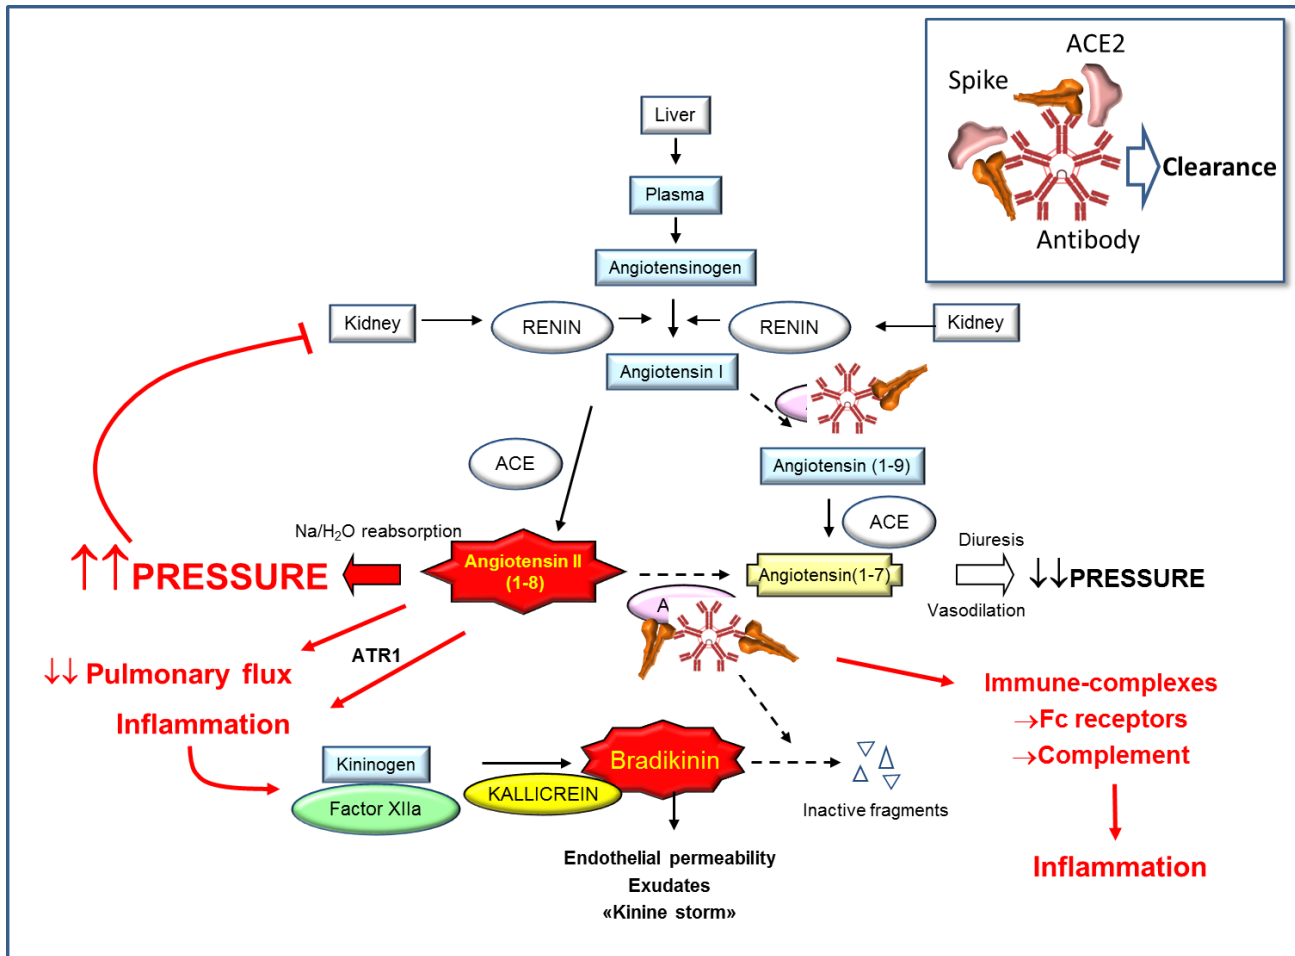 ACE2
Spike
Clearance
Antibody
Liver
Plasma
Angiotensinogen
Kidney
RENIN
RENIN
Kidney
Angiotensin I
ACE
Angiotensin (1-9)
ACE
Na/H₂O reabsorption
↑↑PRESSURE
Angiotensin II
(1-8)
Angiotensin(1-7)
Diuresis
Vasodilation
↓↓PRESSURE
A
ATR1
↓↓ Pulmonary flux
Inflammation
Immune-complexes
→Fc receptors
→Complement
Inflammation
Kininogen
Factor XIIa
KALLICREIN
Bradikinin
Inactive fragments
Endothelial permeability
Exudates
«Kinine storm»